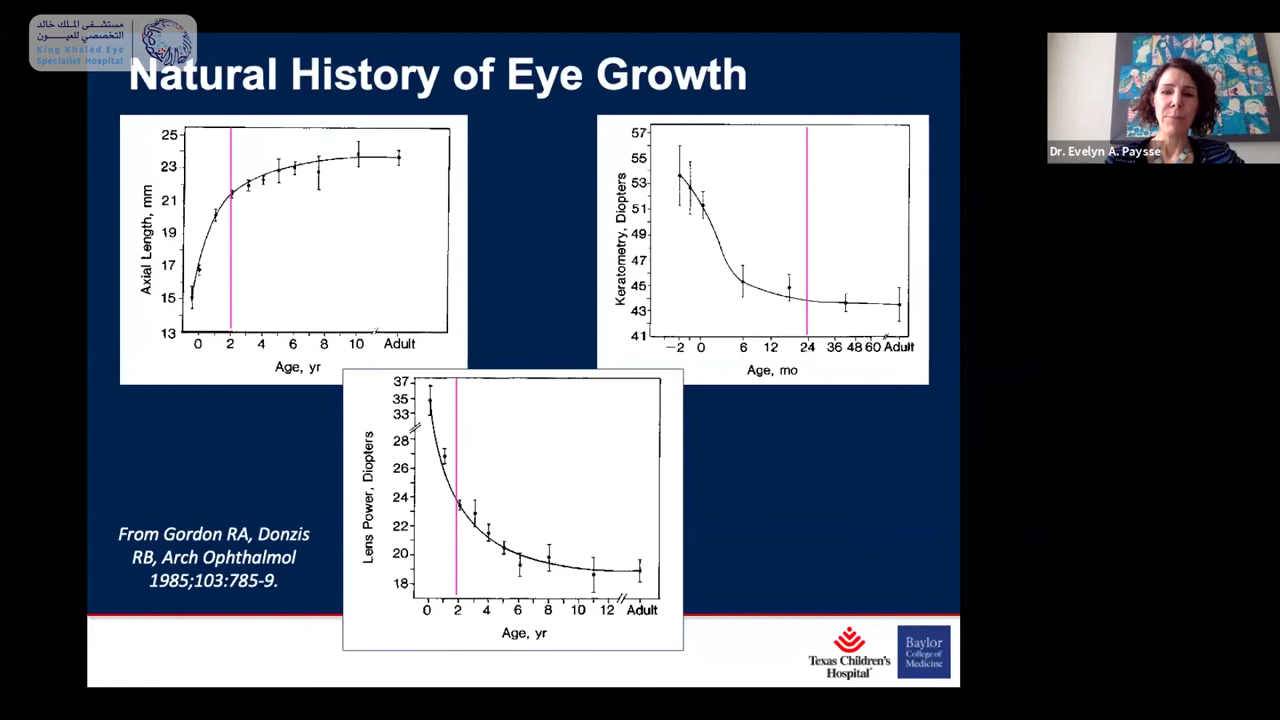 مستشفى الملك خالد
التخصصي للعيـــون
King Khaled Eye
Specialist Hospital
Natural History of Eye Growth
Dr. Evelyn A. Paysse
Axial Length, mm
25
23
21
19
17
15
13
0 2 4 6 8 10 Adult
Age, yr
Keratometry, Diopters
57
55
53
51
49
47
45
43
41
−2 0 6 12 24 36 48 60 Adult
Age, mo
Lens Power, Diopters
37
35
33
28
26
24
22
20
18
0 2 4 6 8 10 12 Adult
Age, yr
From Gordon RA, Donzis
RB, Arch Ophthalmol
1985;103:785-9.
Texas Children's
Hospital
Baylor
College of
Medicine